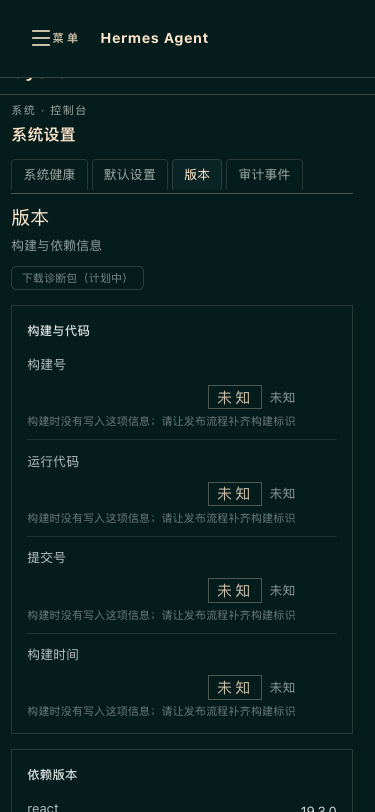 菜单
Hermes Agent
系统 · 控制台
系统设置
系统健康
默认设置
版本
审计事件
版本
构建与依赖信息
下载诊断包（计划中）
构建与代码
构建号
未知 未知
构建时没有写入这项信息；请让发布流程补齐构建标识
运行代码
未知 未知
构建时没有写入这项信息；请让发布流程补齐构建标识
提交号
未知 未知
构建时没有写入这项信息；请让发布流程补齐构建标识
构建时间
未知 未知
构建时没有写入这项信息；请让发布流程补齐构建标识
依赖版本
react 19.3.0